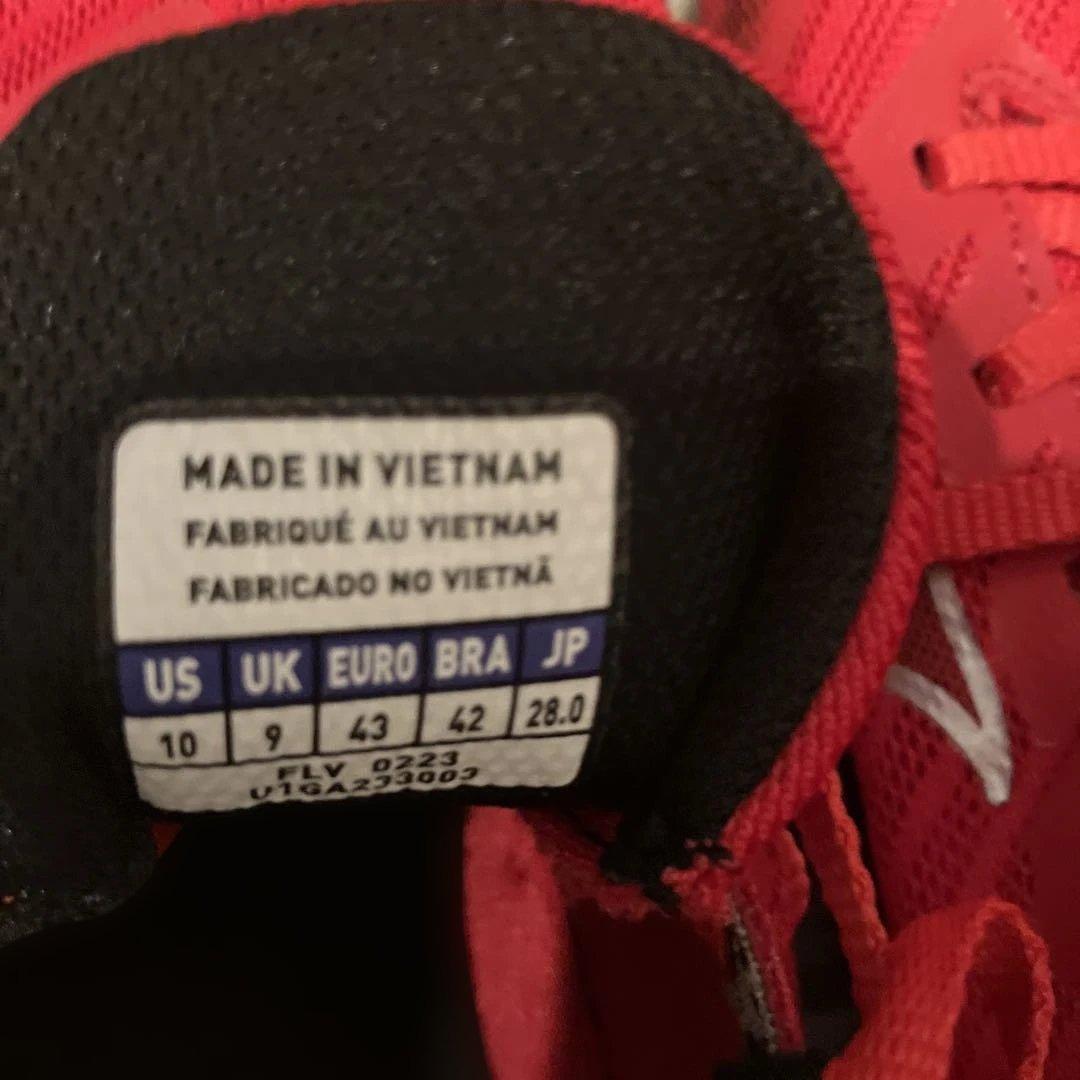 MADE IN VIETNAM
FABRIQUÉ AU VIETNAM
FABRICADO NO VIETNÃ
US UK EURO BRA JP
10 9 43 42 28.0
FLV 0223
U1GA233003